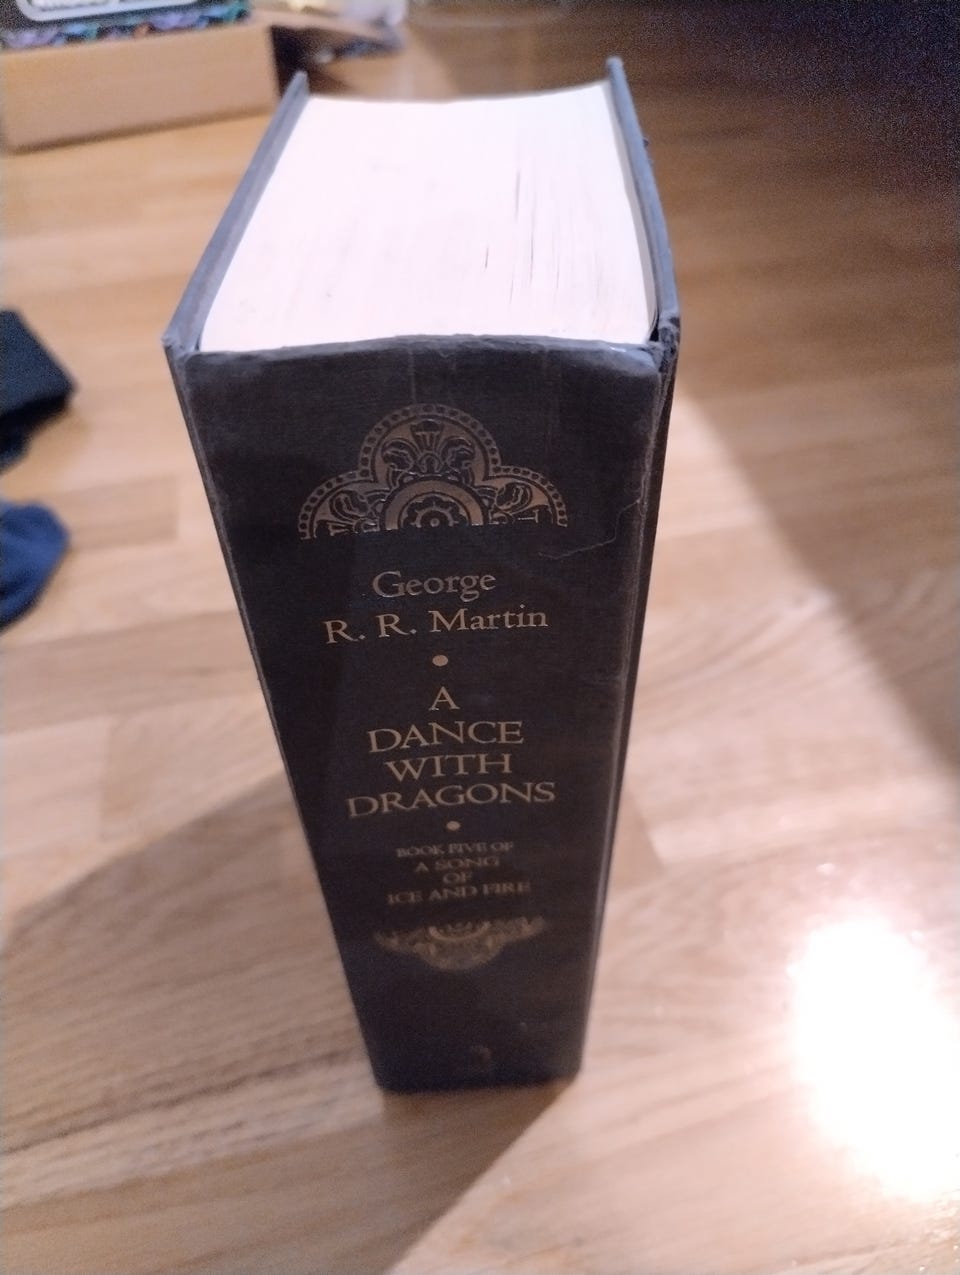 George
R. R. Martin
A
DANCE
WITH
DRAGONS
BOOK FIVE OF
A SONG
OF
ICE AND FIRE